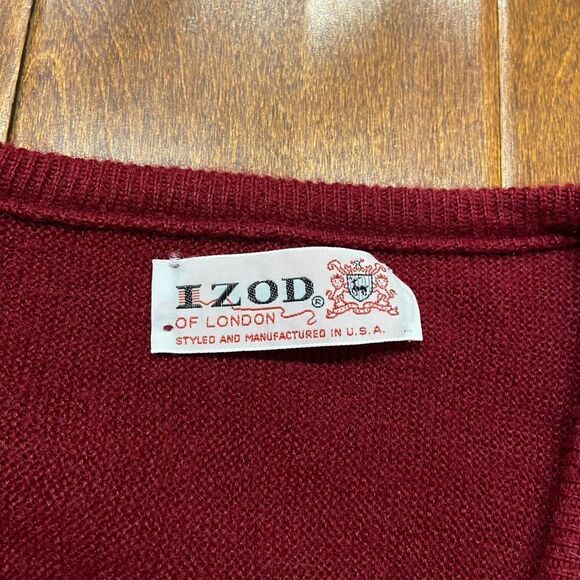 IZOD®
OF LONDON
STYLED AND MANUFACTURED IN U.S.A.